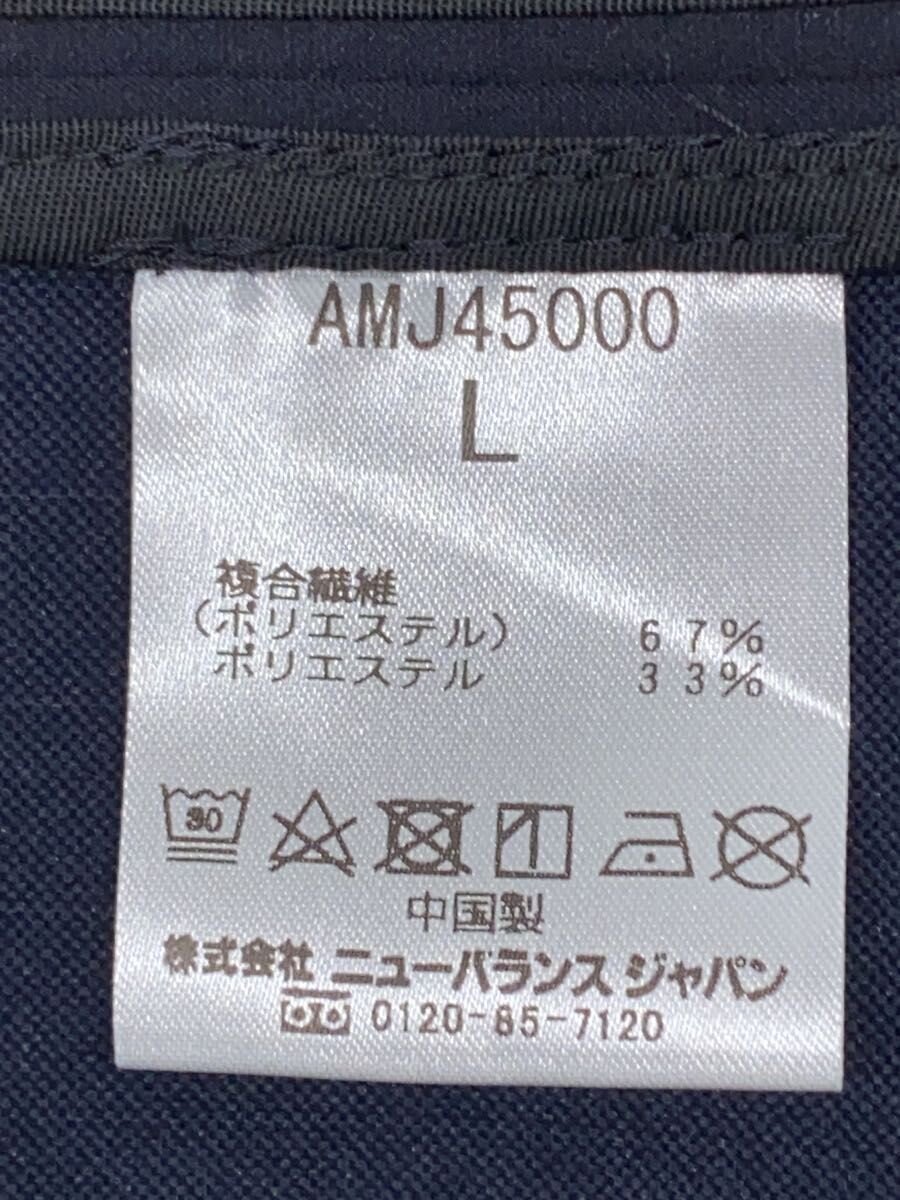 AMJ45000
L
複合繊維
(ポリエステル) 67%
ポリエステル 33%
30
中国製
株式会社 ニューバランス ジャパン
0120-85-7120